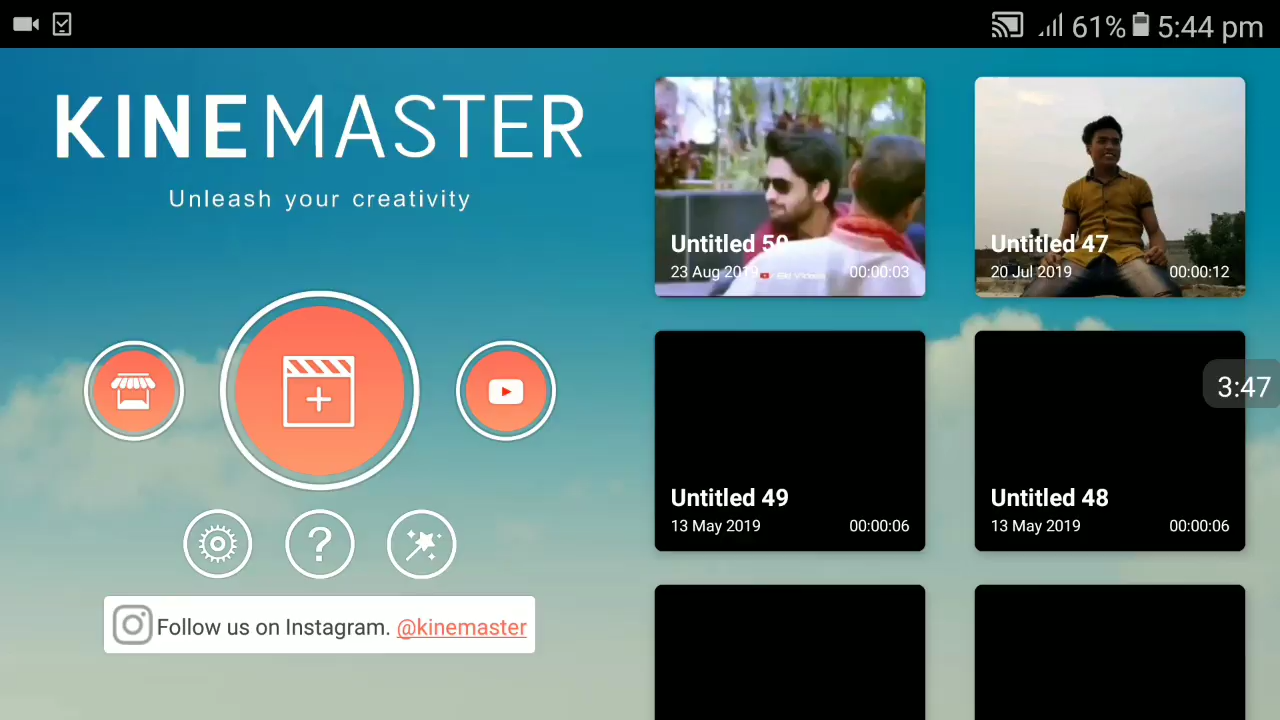 61% 5:44 pm
KINEMASTER
Unleash your creativity
Follow us on Instagram. @kinemaster
Untitled 50
23 Aug 2019 00:00:03
Untitled 47
20 Jul 2019 00:00:12
3:47
Untitled 49
13 May 2019 00:00:06
Untitled 48
13 May 2019 00:00:06